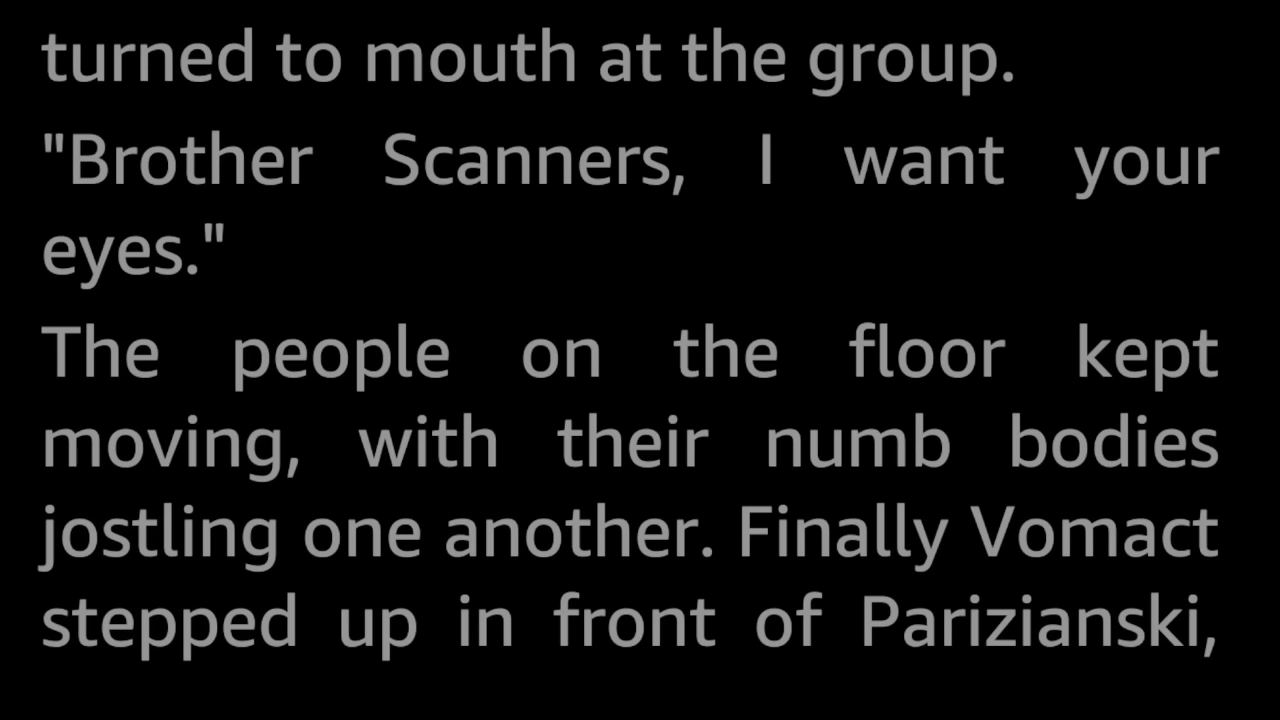 turned to mouth at the group.
"Brother Scanners, I want your
eyes."
The people on the floor kept
moving, with their numb bodies
jostling one another. Finally Vomact
stepped up in front of Parizianski,